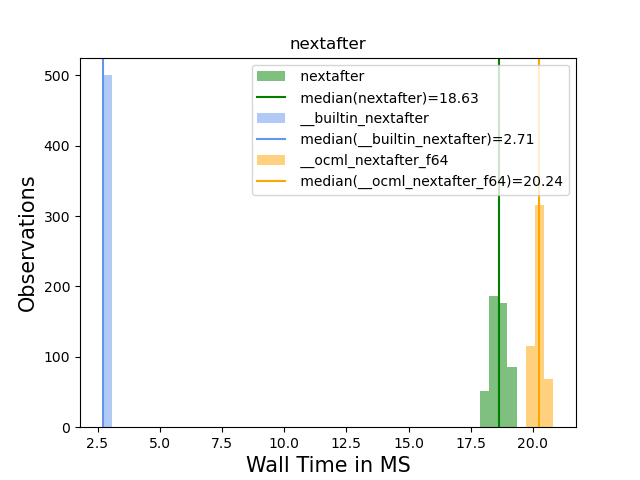 nextafter
nextafter
median(nextafter)=18.63
__builtin_nextafter
median(__builtin_nextafter)=2.71
__ocml_nextafter_f64
median(__ocml_nextafter_f64)=20.24
500
400
300
200
100
0
Observations
2.5 5.0 7.5 10.0 12.5 15.0 17.5 20.0
Wall Time in MS